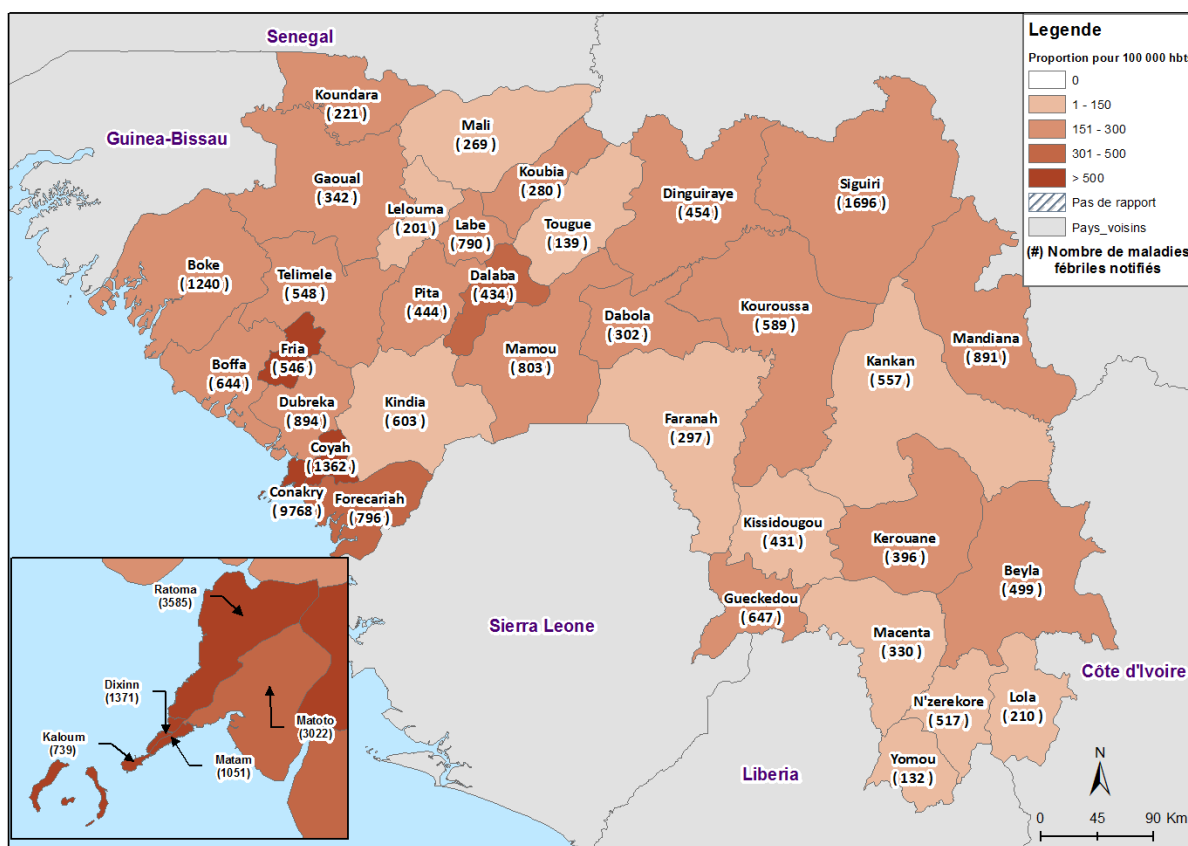 Senegal
Guinea-Bissau
Koundara
( 221 )
Mali
( 269 )
Gaoual
( 342 )
Koubia
( 280 )
Lelouma
( 201 )
Labe
( 790 )
Tougue
( 139 )
Dinguiraye
( 454 )
Siguiri
( 1696 )
Boke
( 1240 )
Telimele
( 548 )
Pita
( 444 )
Dalaba
( 434 )
Dabola
( 302 )
Kouroussa
( 589 )
Mandiana
( 891 )
Kankan
( 557 )
Fria
( 546 )
Boffa
( 644 )
Mamou
( 803 )
Dubreka
( 894 )
Kindia
( 603 )
Faranah
( 297 )
Coyah
( 1362 )
Conakry
( 9768 )
Forecariah
( 796 )
Kissidougou
( 431 )
Kerouane
( 396 )
Beyla
( 499 )
Gueckedou
( 647 )
Macenta
( 330 )
N'zerekore
( 517 )
Lola
( 210 )
Yomou
( 132 )
Sierra Leone
Liberia
Côte d'Ivoire
Legende
Proportion pour 100 000 hbts
0
1 - 150
151 - 300
301 - 500
> 500
Pas de rapport
Pays_voisins
(#) Nombre de maladies
fébriles notifiés
Ratoma
(3585)
Dixinn
(1371)
Kaloum
(739)
Matam
(1051)
Matoto
(3022)
N
0 45 90 Km